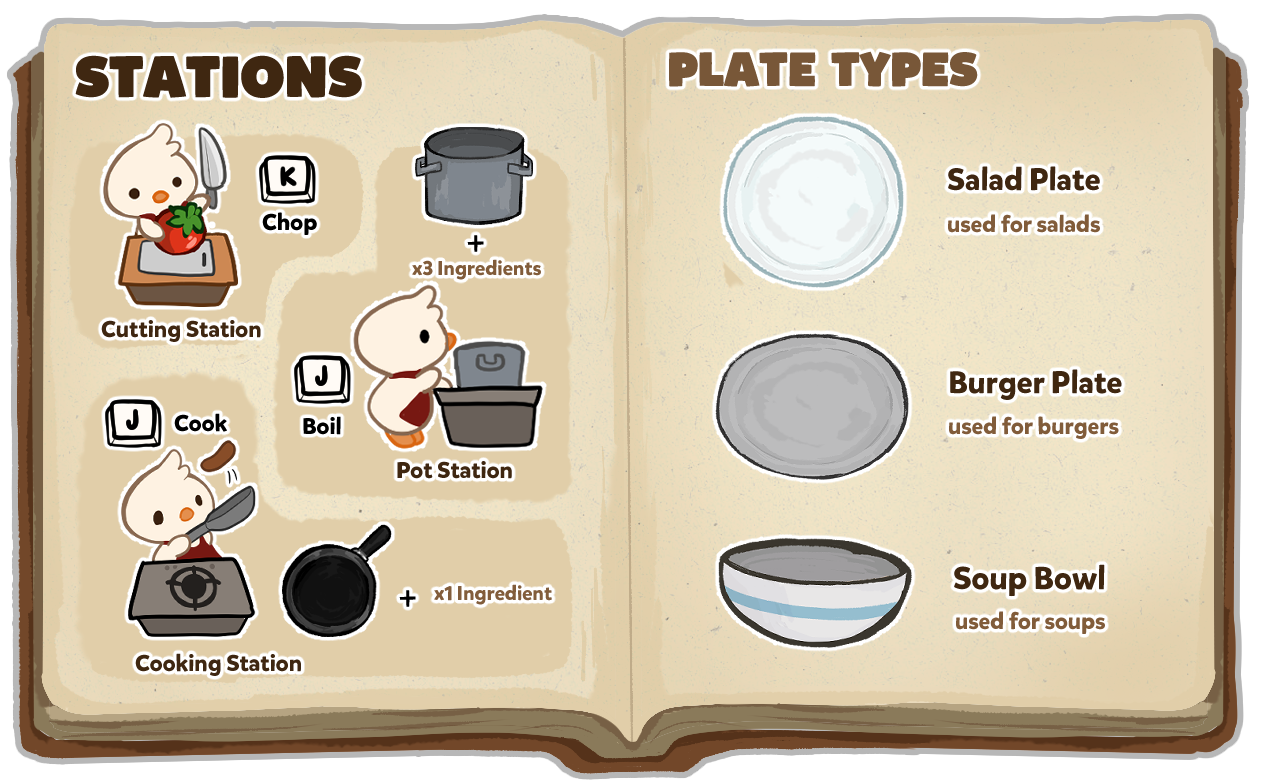 STATIONS
K
Chop
Cutting Station
+
x3 Ingredients
J
Boil
Pot Station
J
Cook
+
x1 Ingredient
Cooking Station
PLATE TYPES
Salad Plate
used for salads
Burger Plate
used for burgers
Soup Bowl
used for soups